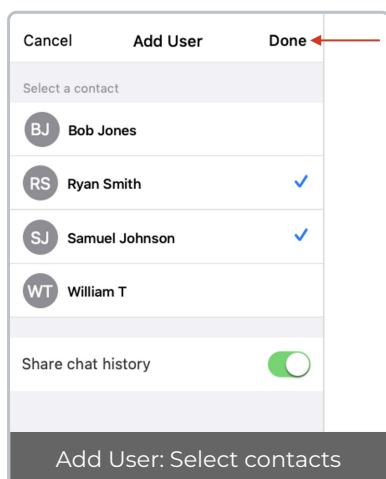 Cancel Add User Done
Select a contact
BJ Bob Jones
RS Ryan Smith
SJ Samuel Johnson
WT William T
Share chat history
Add User: Select contacts